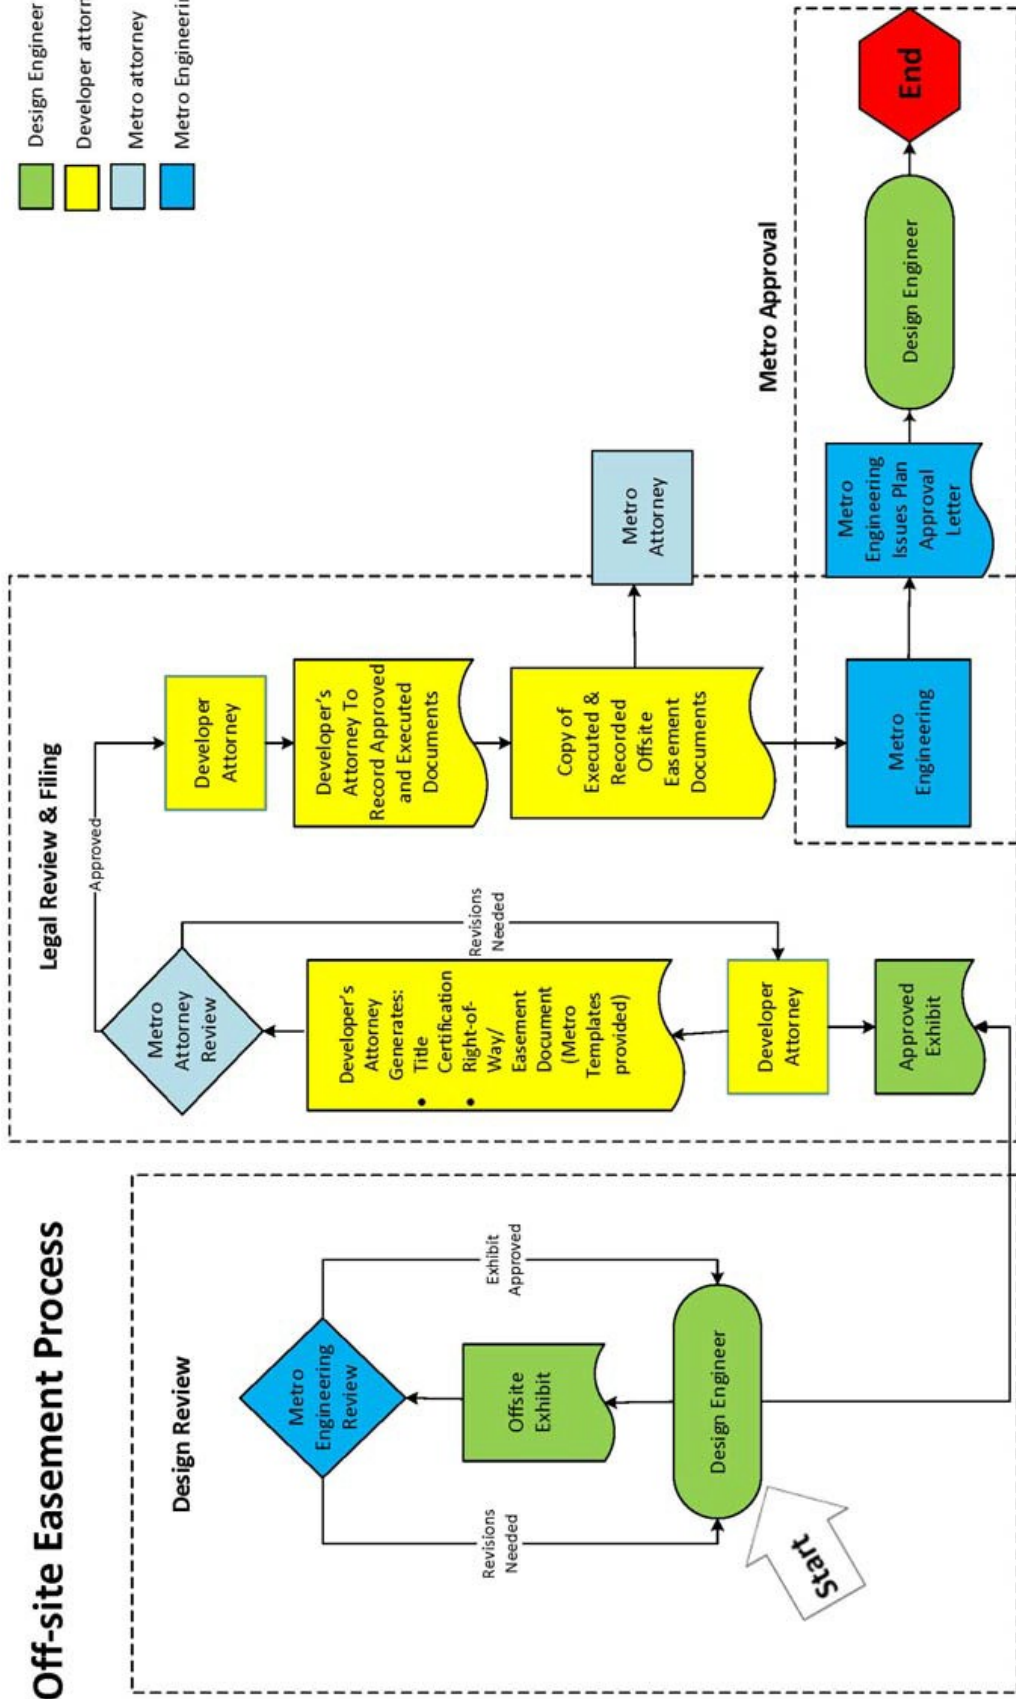 Off-site Easement Process
Design Engineer
Developer attorn
Metro attorney
Metro Engineerin
Design Review
Metro
Engineering
Review
Revisions
Needed
Exhibit
Approved
Offsite
Exhibit
Design Engineer
Start
Legal Review & Filing
Approved
Metro
Attorney
Review
Revisions
Needed
Developer's
Attorney
Generates:
• Title
Certification
• Right-of-
Way/
Easement
Document
(Metro
Templates
provided)
Developer
Attorney
Approved
Exhibit
Developer
Attorney
Developer's
Attorney To
Record Approved
and Executed
Documents
Copy of
Executed &
Recorded
Offsite
Easement
Documents
Metro
Attorney
Metro Approval
Metro
Engineering
Metro
Engineering
Issues Plan
Approval
Letter
Design Engineer
End